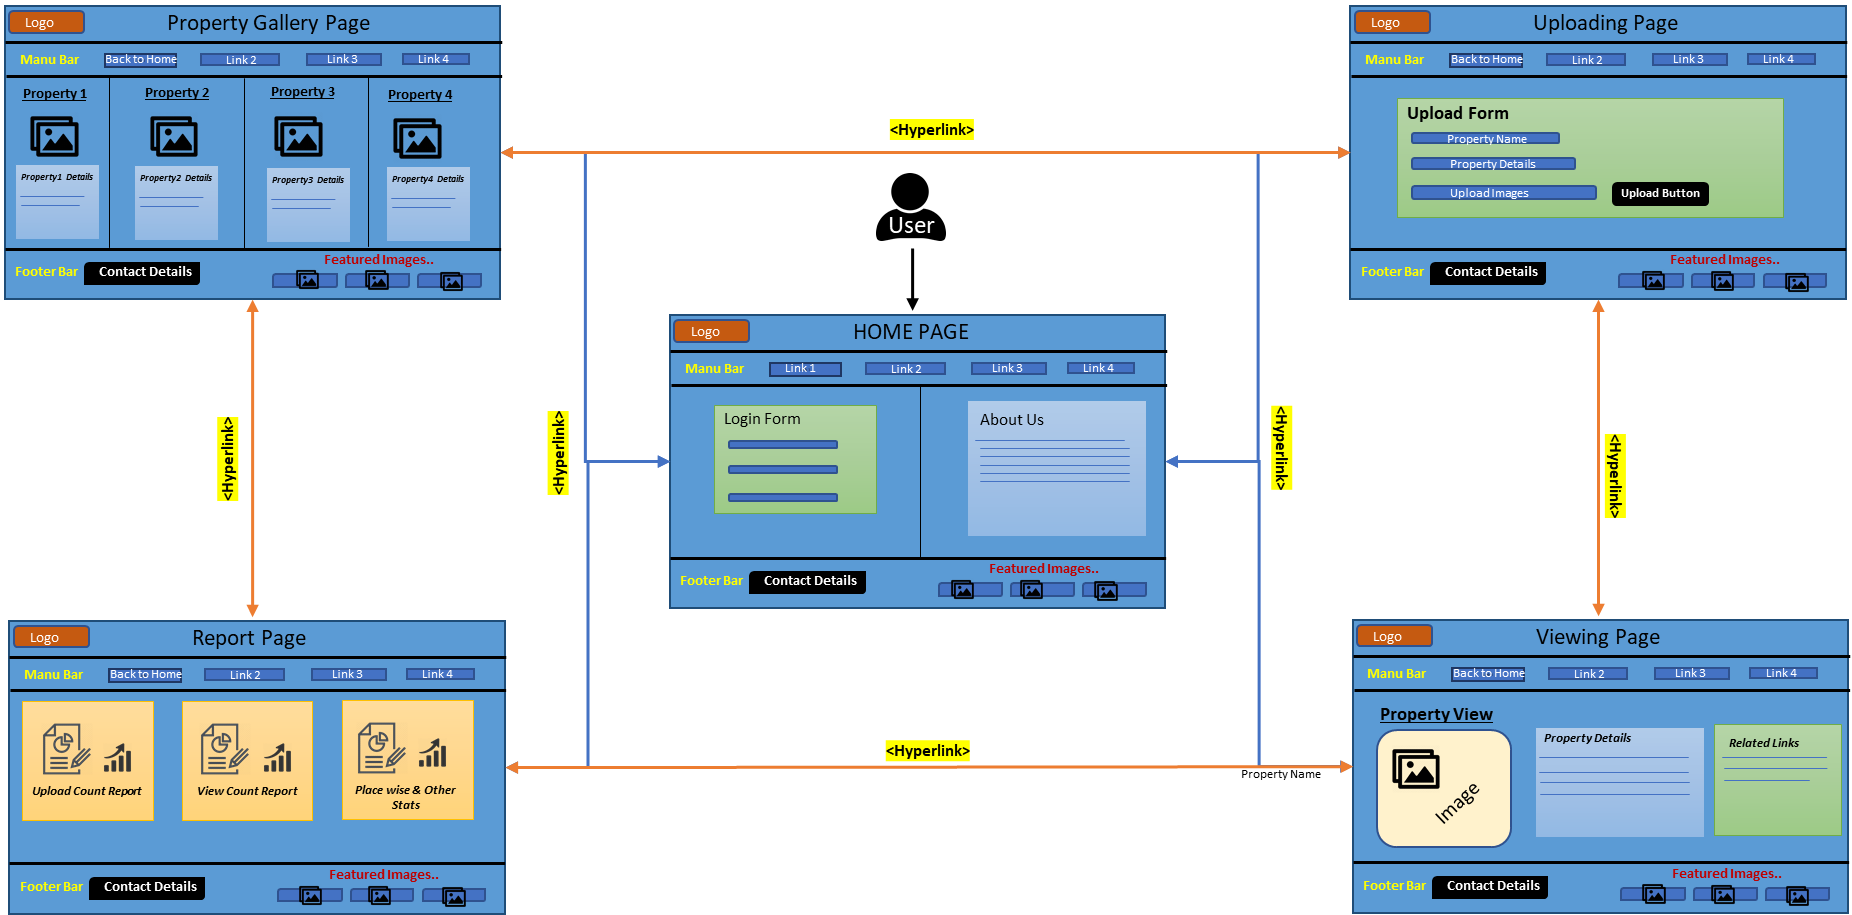 Logo
Property Gallery Page
Manu Bar
Back to Home
Link 2
Link 3
Link 4
Property 1
Property 2
Property 3
Property 4
Property1 Details
Property2 Details
Property3 Details
Property4 Details
Footer Bar
Contact Details
Featured Images..
<Hyperlink>
User
Logo
Uploading Page
Manu Bar
Back to Home
Link 2
Link 3
Link 4
Upload Form
Property Name
Property Details
Upload Images
Upload Button
Footer Bar
Contact Details
Featured Images..
<Hyperlink>
<Hyperlink>
Logo
HOME PAGE
Manu Bar
Link 1
Link 2
Link 3
Link 4
Login Form
About Us
Footer Bar
Contact Details
Featured Images..
<Hyperlink>
<Hyperlink>
Logo
Report Page
Manu Bar
Back to Home
Link 2
Link 3
Link 4
Upload Count Report
View Count Report
Place wise & Other
Stats
Footer Bar
Contact Details
Featured Images..
<Hyperlink>
Property Name
Logo
Viewing Page
Manu Bar
Back to Home
Link 2
Link 3
Link 4
Property View
Image
Property Details
Related Links
Footer Bar
Contact Details
Featured Images..